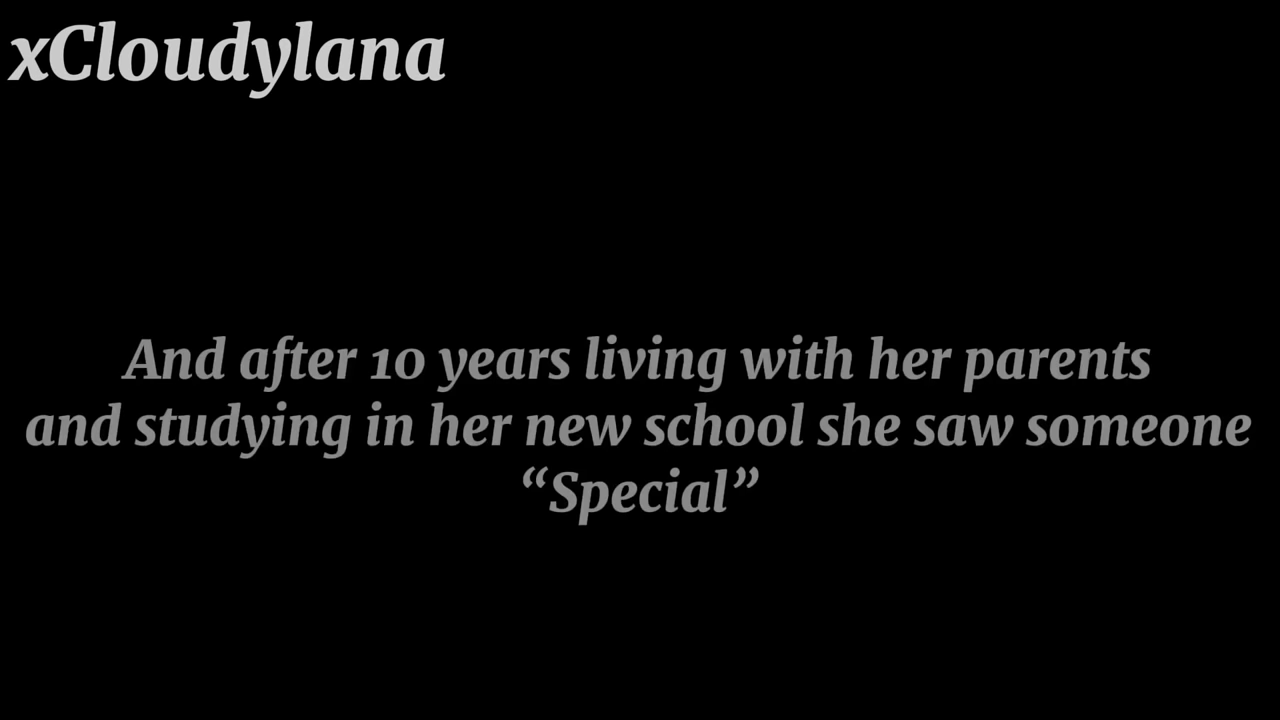 xCloudylana
And after 10 years living with her parents
and studying in her new school she saw someone
“Special”